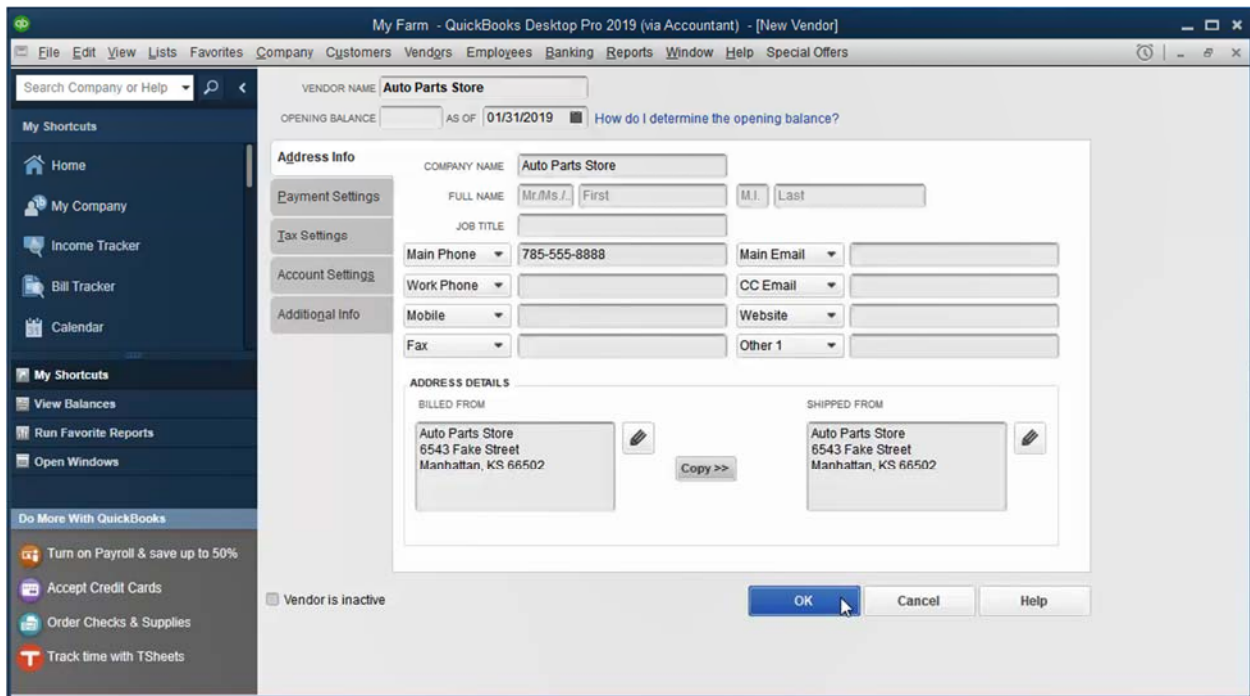 qb
My Farm - QuickBooks Desktop Pro 2019 (via Accountant) - [New Vendor]
File Edit View Lists Favorites Company Customers Vendors Employees Banking Reports Window Help Special Offers
Search Company or Help
My Shortcuts
Home
My Company
Income Tracker
Bill Tracker
Calendar
My Shortcuts
View Balances
Run Favorite Reports
Open Windows
Do More With QuickBooks
Turn on Payroll & save up to 50%
Accept Credit Cards
Order Checks & Supplies
Track time with TSheets
VENDOR NAME Auto Parts Store
OPENING BALANCE AS OF 01/31/2019 How do I determine the opening balance?
Address Info
Payment Settings
Tax Settings
Account Settings
Additional Info
COMPANY NAME Auto Parts Store
FULL NAME Mr./Ms./.. First M.I. Last
JOB TITLE
Main Phone 785-555-8888 Main Email
Work Phone CC Email
Mobile Website
Fax Other 1
ADDRESS DETAILS
BILLED FROM
Auto Parts Store
6543 Fake Street
Manhattan, KS 66502
Copy >>
SHIPPED FROM
Auto Parts Store
6543 Fake Street
Manhattan, KS 66502
Vendor is inactive
OK Cancel Help